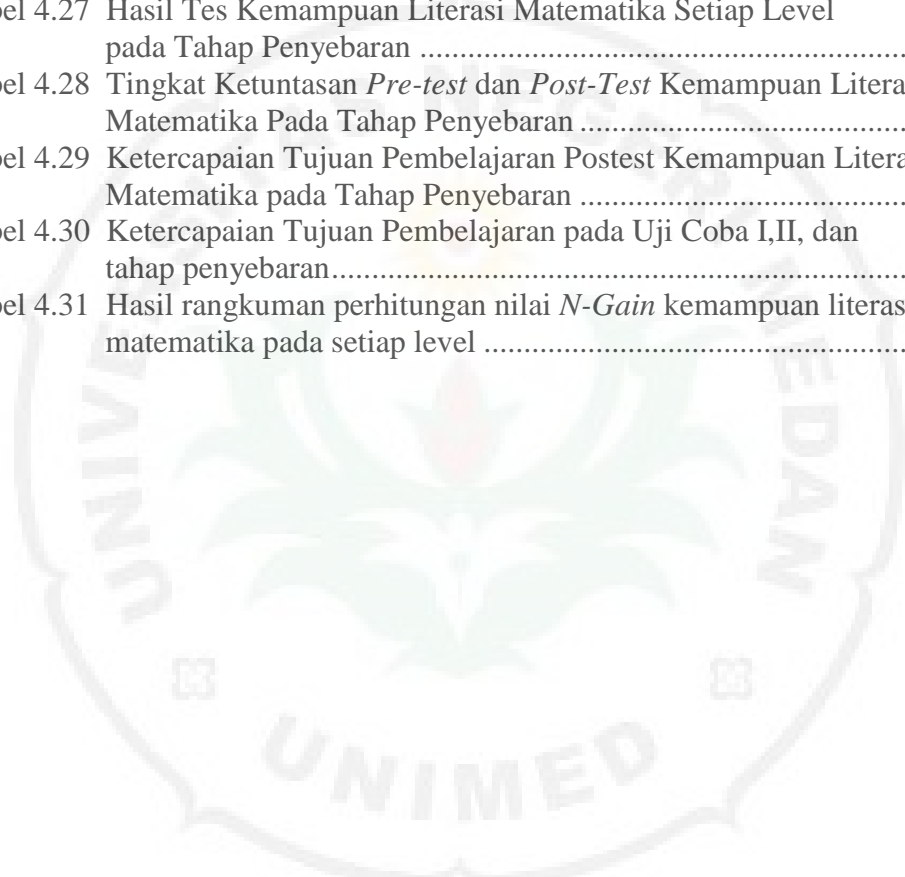 bel 4.27 Hasil Tes Kemampuan Literasi Matematika Setiap Level
pada Tahap Penyebaran ....................................................................
bel 4.28 Tingkat Ketuntasan Pre-test dan Post-Test Kemampuan Litera
Matematika Pada Tahap Penyebaran ..............................................
bel 4.29 Ketercapaian Tujuan Pembelajaran Postest Kemampuan Litera
Matematika pada Tahap Penyebaran ..............................................
bel 4.30 Ketercapaian Tujuan Pembelajaran pada Uji Coba I,II, dan
tahap penyebaran................................................................................
bel 4.31 Hasil rangkuman perhitungan nilai N-Gain kemampuan literas
matematika pada setiap level ...........................................................
UNIVERSITAS NEGERI MEDAN
UNIMED